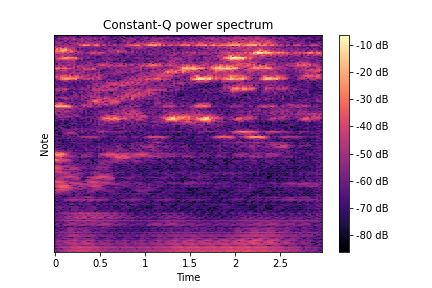 Constant-Q power spectrum
Note
0
0.5
1
1.5
2
2.5
Time
-10 dB
-20 dB
-30 dB
-40 dB
-50 dB
-60 dB
-70 dB
-80 dB